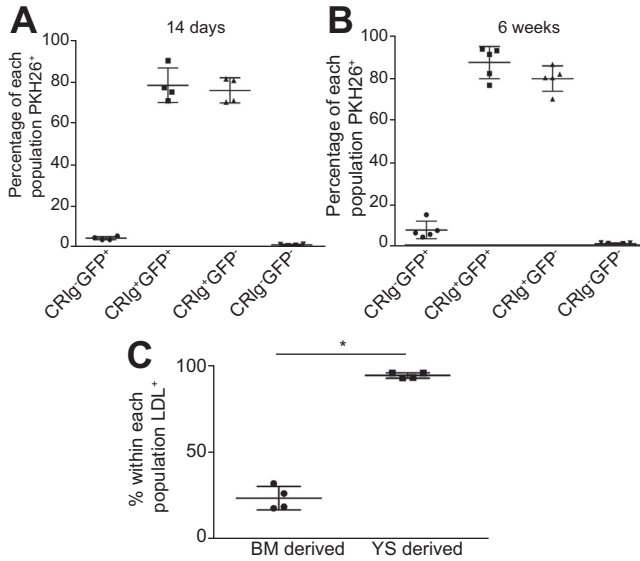 A
14 days
Percentage of each
population PKH26⁺
100
80
60
40
20
0
CRIg⁻GFP⁺
CRIg⁺GFP⁺
CRIg⁺GFP⁻
CRIg⁻GFP⁻
B
6 weeks
Percentage of each
population PKH26⁺
100
80
60
40
20
0
CRIg⁻GFP⁺
CRIg⁺GFP⁺
CRIg⁺GFP⁻
CRIg⁻GFP⁻
C
% within each
population LDL⁺
100
50
0
*
BM derived
YS derived